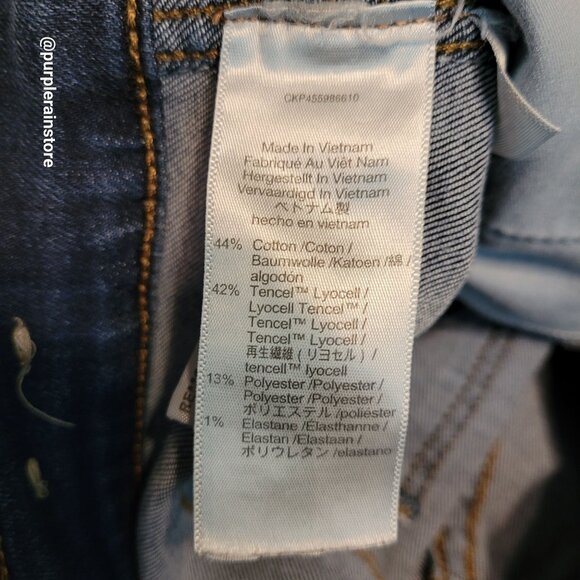 @purplerainstore
CKP455986610
Made In Vietnam
Fabriqué Au Viêt Nam
Hergestellt In Vietnam
Vervaardigd In Vietnam
ベトナム製
hecho en vietnam
44% Cotton /Coton /
Baumwolle /Katoen /綿 /
algodón
42% Tencel™ Lyocell /
Lyocell Tencel™ /
Tencel™ Lyocell /
Tencel™ Lyocell /
再生繊維 ( リヨセル ) /
tencell™ lyocell
13% Polyester /Polyester /
Polyester /Polyester /
ポリエステル /poliéster
1% Elastane /Elasthanne /
Elastan /Elastaan /
ポリウレタン /elastano